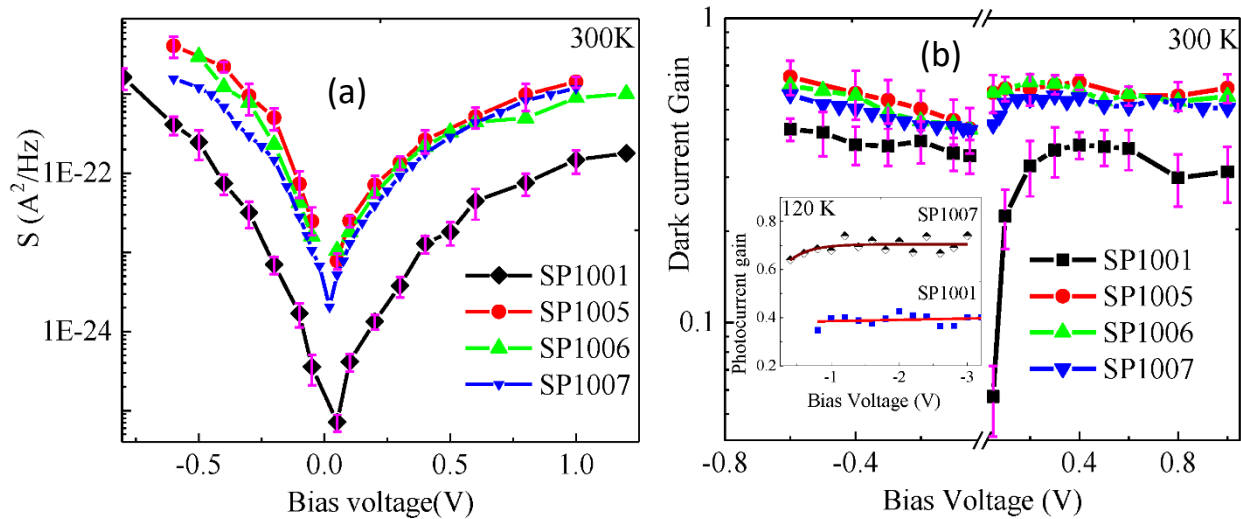 (a)
300K
S (A²/Hz)
1E-22
1E-24
SP1001
SP1005
SP1006
SP1007
-0.5
0.0
0.5
1.0
Bias voltage(V)
(b)
300 K
Dark current Gain
1
0.1
SP1001
SP1005
SP1006
SP1007
-0.8
-0.4
0.4
0.8
Bias Voltage (V)
120 K
SP1007
SP1001
Photocurrent gain
0.8
0.6
0.4
0.2
-1
-2
-3
Bias Voltage (V)